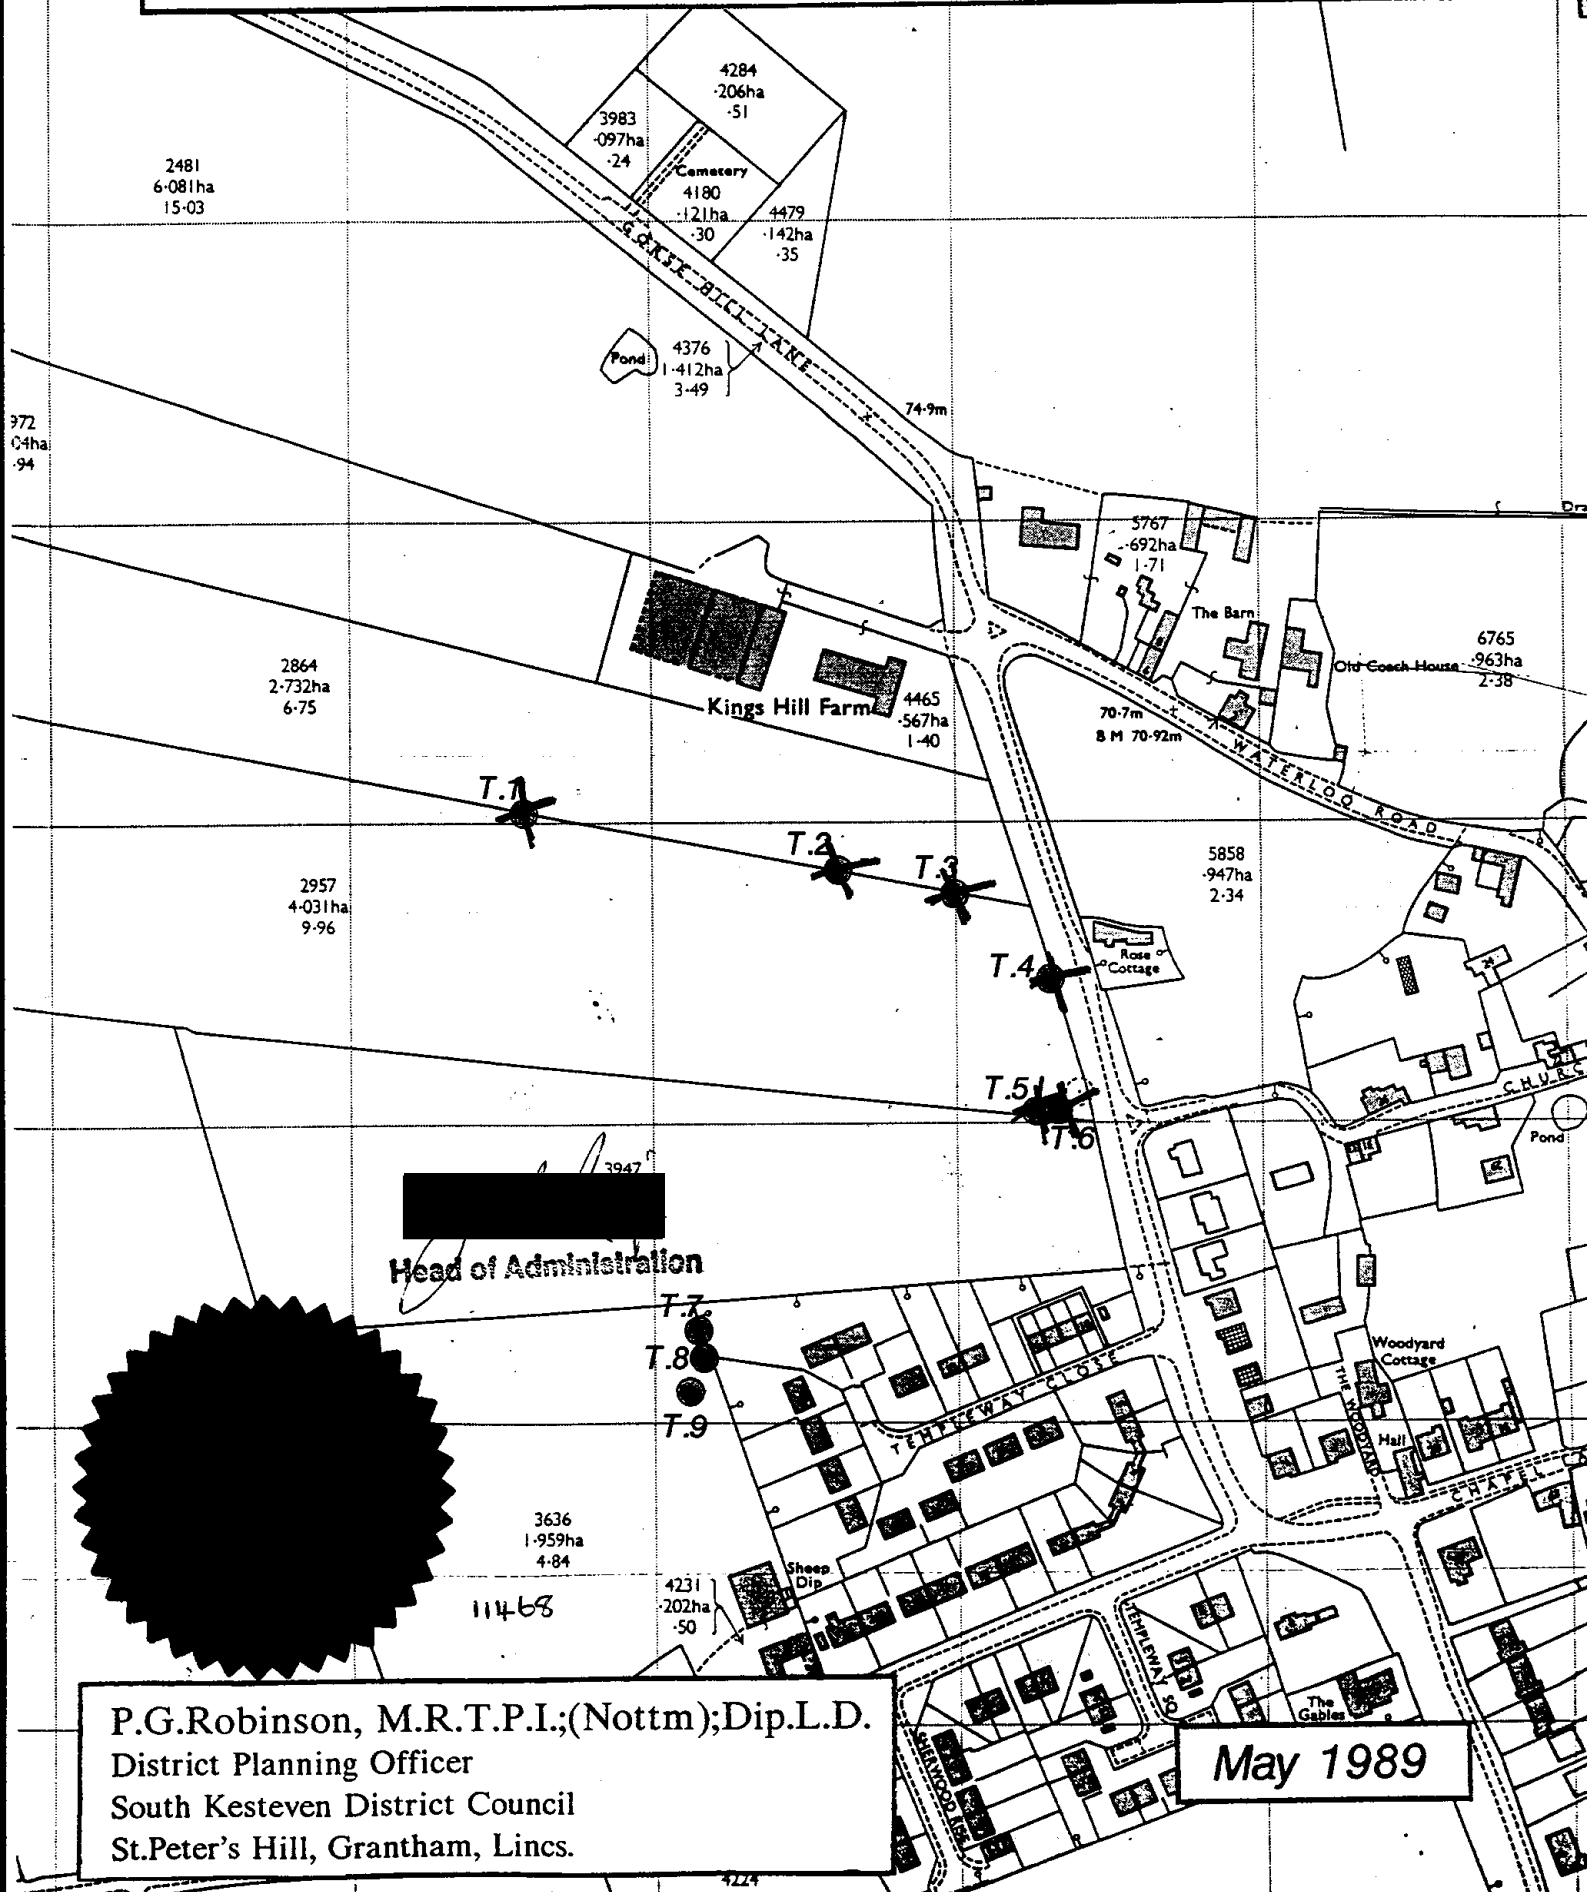 4284
·206ha
·51
3983
·097ha
·24
2481
6·081ha
15·03
Cemetery
4180
·121ha
·30
4479
·142ha
·35
GORSE HILL LANE
Pond
4376
1·412ha
3·49
74·9m
972
04ha
·94
5767
·692ha
1·71
The Barn
6765
·963ha
2·38
Old Coach House
2864
2·732ha
6·75
Kings Hill Farm
4465
·567ha
1·40
70·7m
B M 70·92m
WATERLOO ROAD
T.1
T.2
T.3
5858
·947ha
2·34
2957
4·031ha
9·96
Rose
Cottage
T.4
T.5
T.6
CHURC
Pond
3947
Head of Administration
T.7
T.8
T.9
TEMPLEWAY CLOSE
Woodyard
Cottage
THE WOODYARD
Hall
CHAPEL
3636
1·959ha
4·84
Sheep
Dip
4231
·202ha
·50
11468
TEMPLEWAY SQ
The
Gables
SHERWOOD RISE
P.G.Robinson, M.R.T.P.I.;(Nottm);Dip.L.D.
District Planning Officer
South Kesteven District Council
St.Peter's Hill, Grantham, Lincs.
May 1989
4224